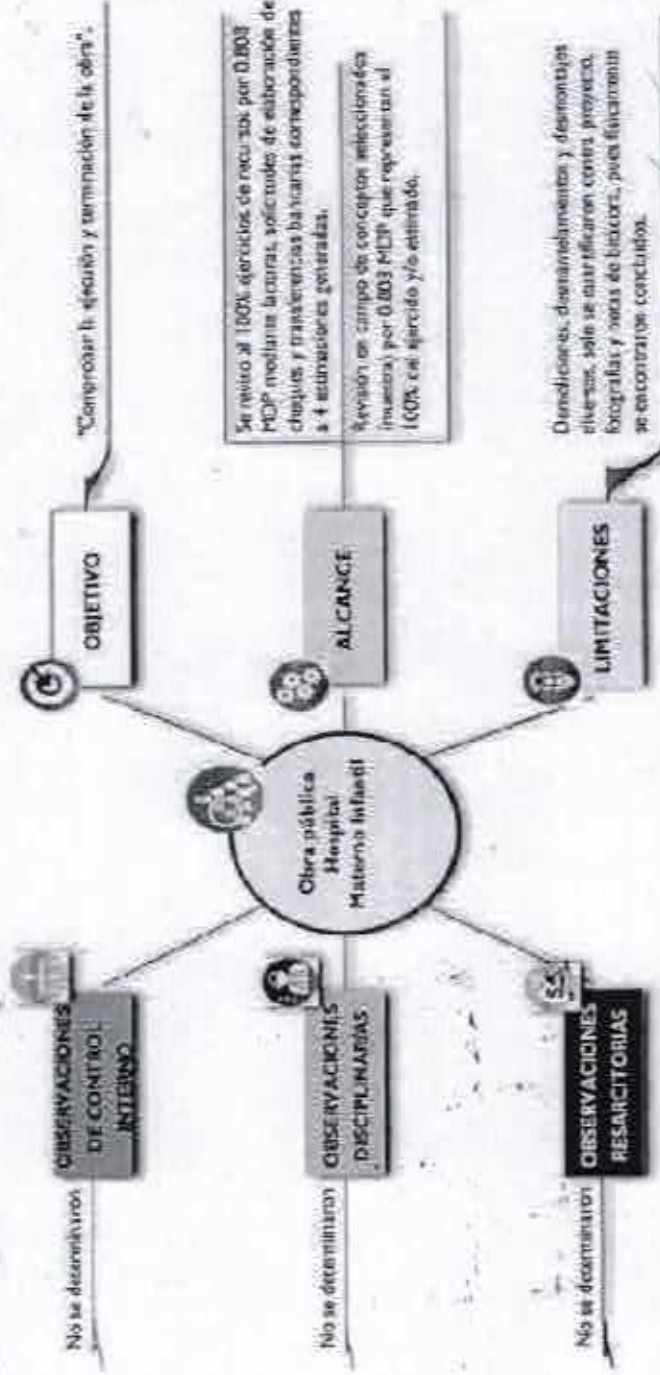 Obra pública
Hospital
Materno Infantil
OBJETIVO
"Comprobar la ejecución y terminación de la obra".
ALCANCE
Se revisó al 100% ejercicios de recursos por 0.803
MDP mediante facturas, solicitudes de elaboración de
cheques y transferencias bancarias correspondientes
a 4 estimaciones generadas.
Revisión en campo de conceptos seleccionados
(muestra) por 0.803 MDP que representan el
100% del ejercido y/o estimado.
LIMITACIONES
Demoliciones, desmantelamientos y desmontajes
diversos, solo se cuantificaron contra proyecto,
fotografías y notas de bitácora, pues físicamente
se encontraron concluidos.
OBSERVACIONES
DE CONTROL
INTERNO
No se determinaron
OBSERVACIONES
DISCIPLINARIAS
No se determinaron
OBSERVACIONES
RESARCITORIAS
No se determinaron